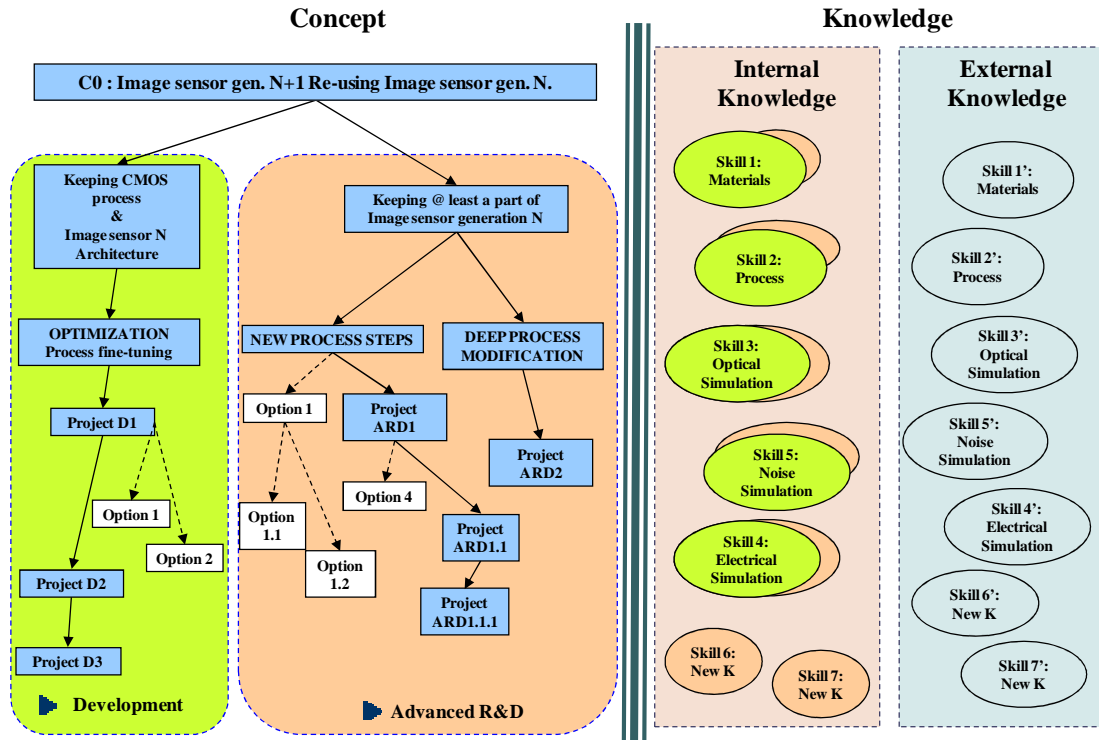 Concept
Knowledge
C0 : Image sensor gen. N+1 Re-using Image sensor gen. N.
Keeping CMOS
process
&
Image sensor N
Architecture
OPTIMIZATION
Process fine-tuning
Project D1
Option 1
Option 2
Project D2
Project D3
Development
Keeping @ least a part of
Image sensor generation N
NEW PROCESS STEPS
DEEP PROCESS
MODIFICATION
Option 1
Project
ARD1
Project
ARD2
Option 4
Option
1.1
Option
1.2
Project
ARD1.1
Project
ARD1.1.1
Advanced R&D
Internal
Knowledge
Skill 1:
Materials
Skill 2:
Process
Skill 3:
Optical
Simulation
Skill 5:
Noise
Simulation
Skill 4:
Electrical
Simulation
Skill 6:
New K
Skill 7:
New K
External
Knowledge
Skill 1':
Materials
Skill 2':
Process
Skill 3':
Optical
Simulation
Skill 5':
Noise
Simulation
Skill 4':
Electrical
Simulation
Skill 6':
New K
Skill 7':
New K